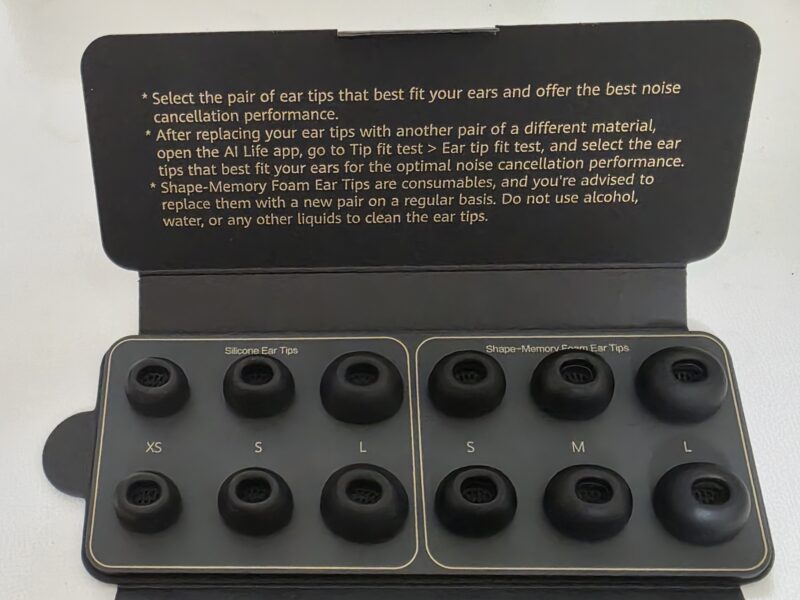 * Select the pair of ear tips that best fit your ears and offer the best noise
cancellation performance.
* After replacing your ear tips with another pair of a different material,
open the AI Life app, go to Tip fit test > Ear tip fit test, and select the ear
tips that best fit your ears for the optimal noise cancellation performance.
* Shape-Memory Foam Ear Tips are consumables, and you're advised to
replace them with a new pair on a regular basis. Do not use alcohol,
water, or any other liquids to clean the ear tips.
Silicone Ear Tips
XS S L
Shape-Memory Foam Ear Tips
S M L